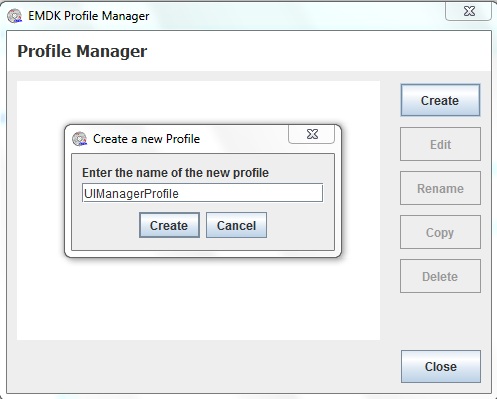 EMDK Profile Manager
Profile Manager
Create
Edit
Rename
Copy
Delete
Close
Create a new Profile
Enter the name of the new profile
UIManagerProfile
Create
Cancel